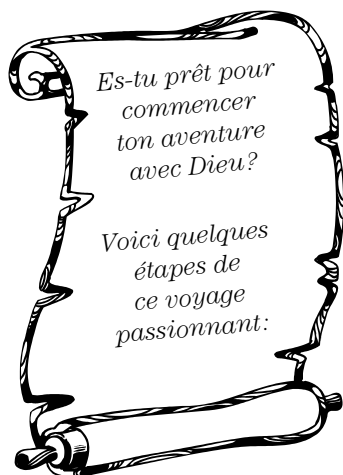 Es-tu prêt pour
commencer
ton aventure
avec Dieu?
Voici quelques
étapes de
ce voyage
passionnant: